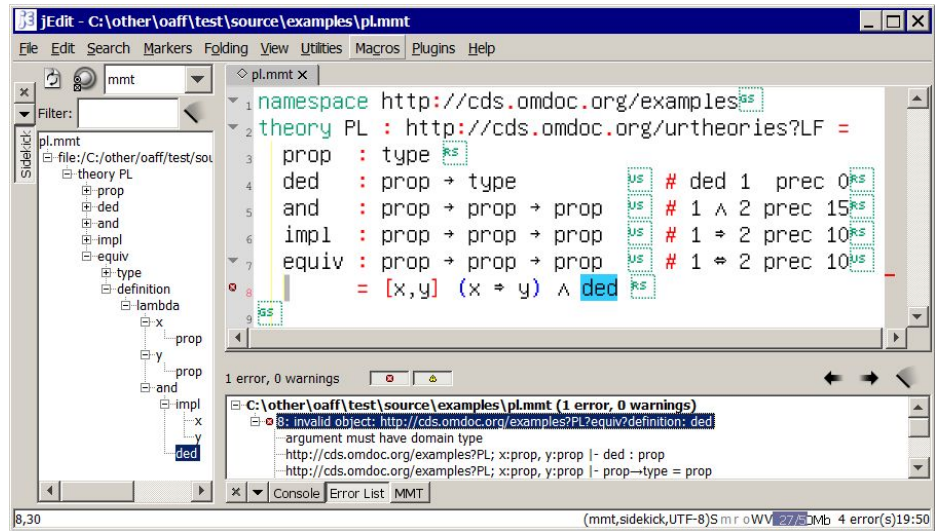 jEdit - C:\other\oaff\test\source\examples\pl.mmt
File Edit Search Markers Folding View Utilities Macros Plugins Help
mmt
Filter:
Sidekick
pl.mmt
file:/C:/other/oaff/test/sou
theory PL
prop
ded
and
impl
equiv
type
definition
lambda
x
prop
y
prop
and
impl
x
y
ded
pl.mmt x
1 namespace http://cds.omdoc.org/examples GS
2 theory PL : http://cds.omdoc.org/urtheories?LF =
3 prop : type RS
4 ded : prop → type US # ded 1 prec 0 RS
5 and : prop → prop → prop US # 1 ∧ 2 prec 15 RS
6 impl : prop → prop → prop US # 1 ⇒ 2 prec 10 RS
7 equiv : prop → prop → prop US # 1 ⇔ 2 prec 10 US
8 = [x,y] (x ⇒ y) ∧ ded RS
9 GS
1 error, 0 warnings
C:\other\oaff\test\source\examples\pl.mmt (1 error, 0 warnings)
8: invalid object: http://cds.omdoc.org/examples?PL?equiv?definition: ded
argument must have domain type
http://cds.omdoc.org/examples?PL; x:prop, y:prop |- ded : prop
http://cds.omdoc.org/examples?PL; x:prop, y:prop |- prop→type = prop
Console Error List MMT
8,30 (mmt,sidekick,UTF-8)S m r o W V 27/50Mb 4 error(s)19:50